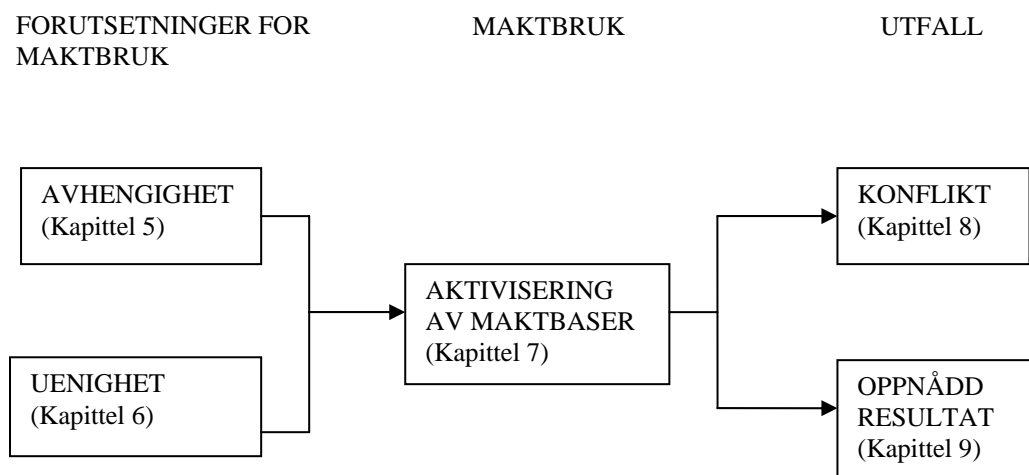 FORUTSETNINGER FOR
MAKTBRUK
MAKTBRUK
UTFALL
AVHENGIGHET
(Kapittel 5)
UENIGHET
(Kapittel 6)
AKTIVISERING
AV MAKTBASER
(Kapittel 7)
KONFLIKT
(Kapittel 8)
OPPNÅDD
RESULTAT
(Kapittel 9)